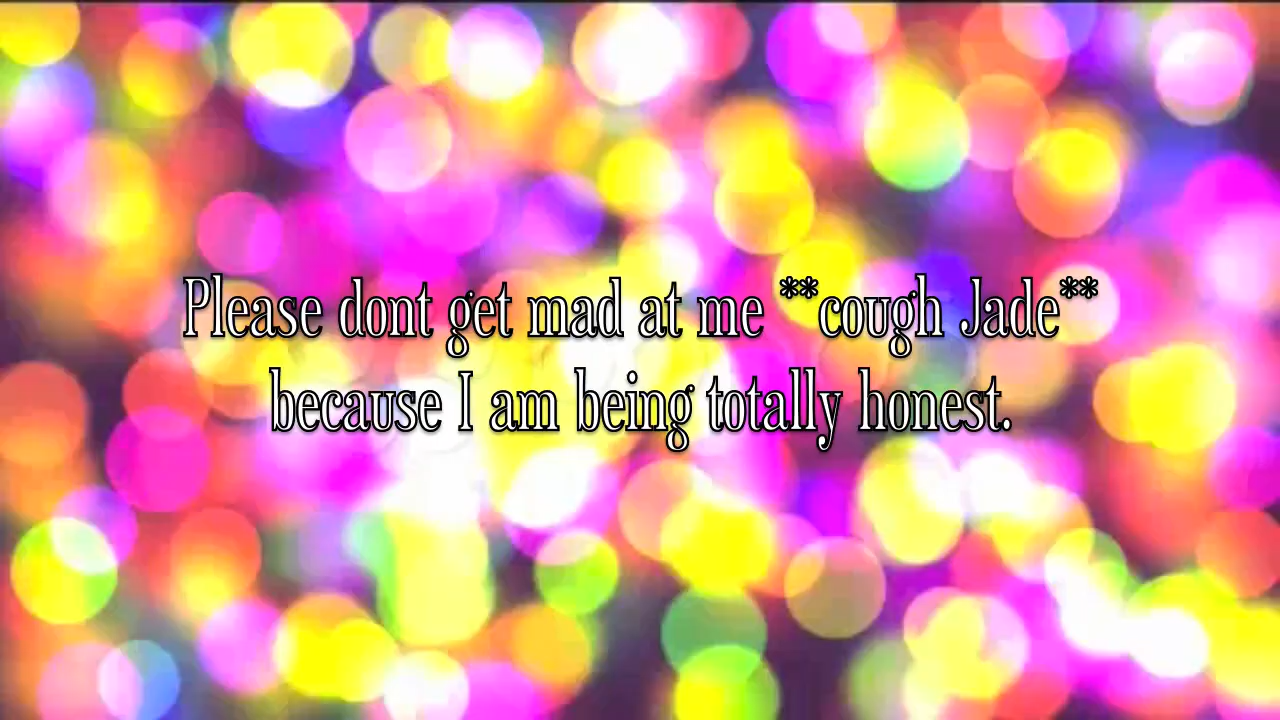 Please dont get mad at me **cough Jade**
because I am being totally honest.